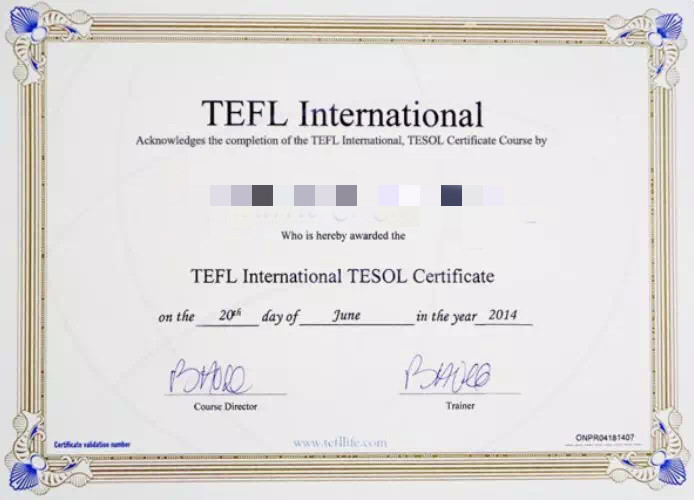 TEFL International
Acknowledges the completion of the TEFL International, TESOL Certificate Course by
Who is hereby awarded the
TEFL International TESOL Certificate
on the 20th day of June in the year 2014
Course Director
Trainer
Certificate validation number
www.teflife.com
ONPR04181407